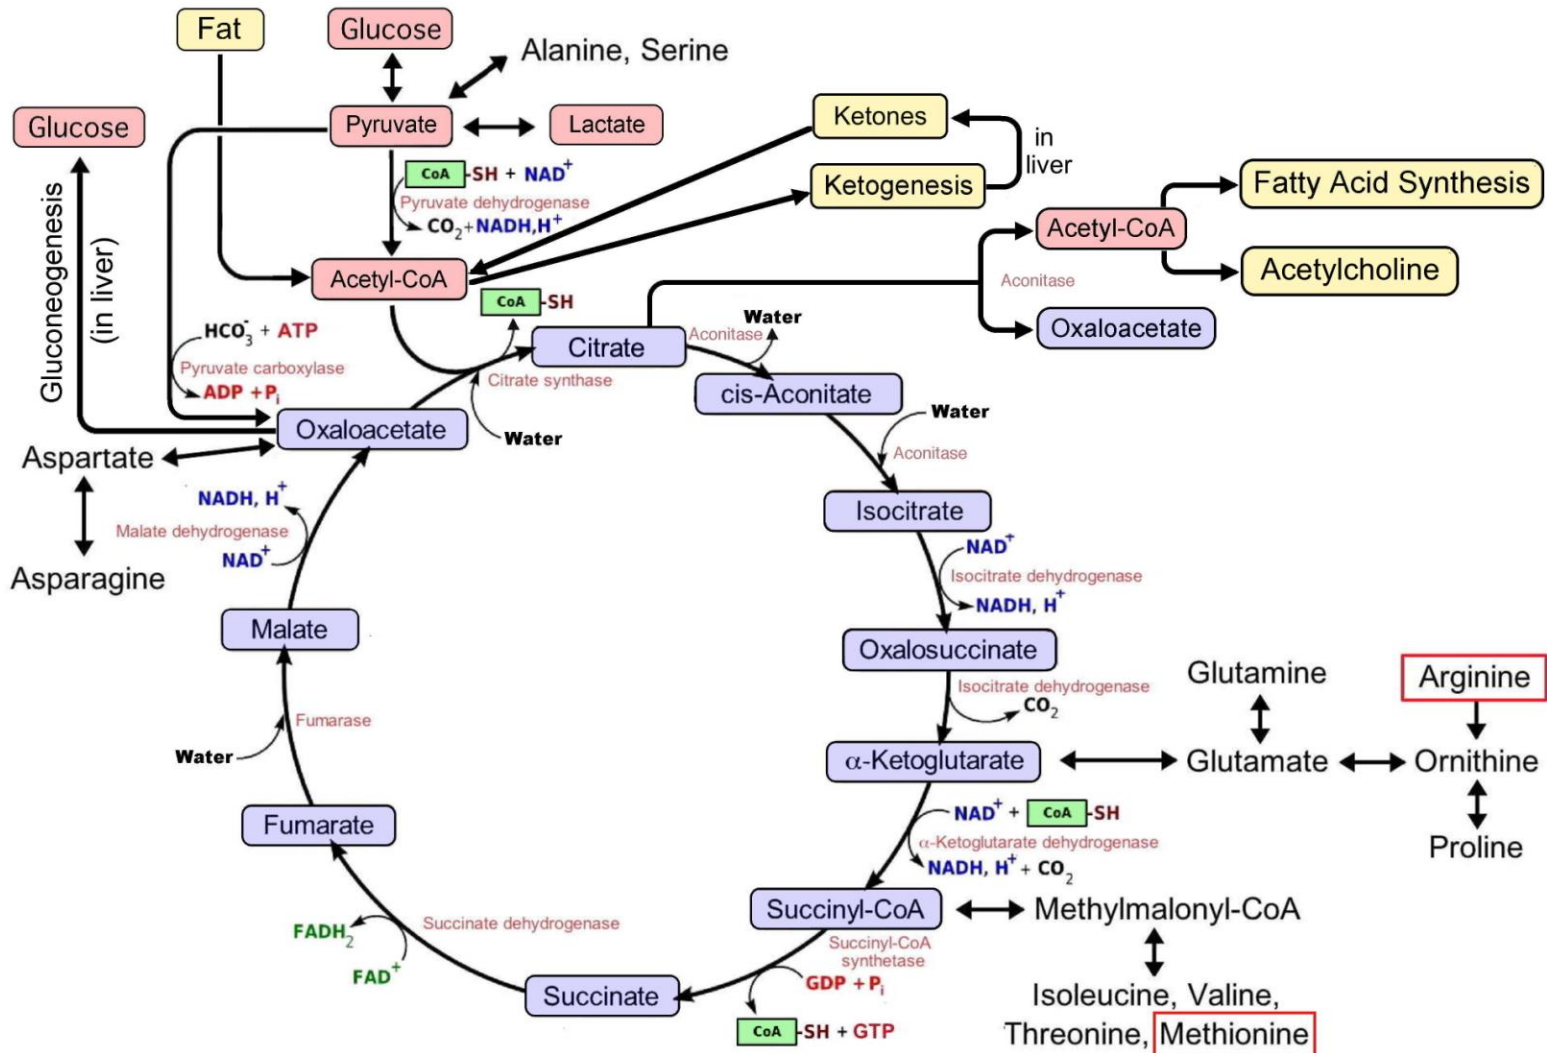 Fat
Glucose
Alanine, Serine
Glucose
Pyruvate
Lactate
Ketones
in
liver
Ketogenesis
Fatty Acid Synthesis
CoA-SH + NAD+
Pyruvate dehydrogenase
CO2+NADH,H+
Acetyl-CoA
Acetylcholine
Aconitase
Oxaloacetate
Acetyl-CoA
CoA-SH
Gluconeogenesis
(in liver)
HCO3- + ATP
Pyruvate carboxylase
ADP + Pi
Citrate
Aconitase
Water
Citrate synthase
Water
cis-Aconitate
Water
Aconitase
Oxaloacetate
Aspartate
Asparagine
NADH, H+
Malate dehydrogenase
NAD+
Isocitrate
NAD+
Isocitrate dehydrogenase
NADH, H+
Malate
Oxalosuccinate
Isocitrate dehydrogenase
CO2
Glutamine
Arginine
Fumarase
Water
α-Ketoglutarate
Glutamate
Ornithine
Proline
Fumarate
NAD+ + CoA-SH
α-Ketoglutarate dehydrogenase
NADH, H+ + CO2
Succinyl-CoA
Methylmalonyl-CoA
Succinate dehydrogenase
FADH2
FAD+
Succinyl-CoA
synthetase
GDP + Pi
Succinate
CoA-SH + GTP
Isoleucine, Valine,
Threonine, Methionine